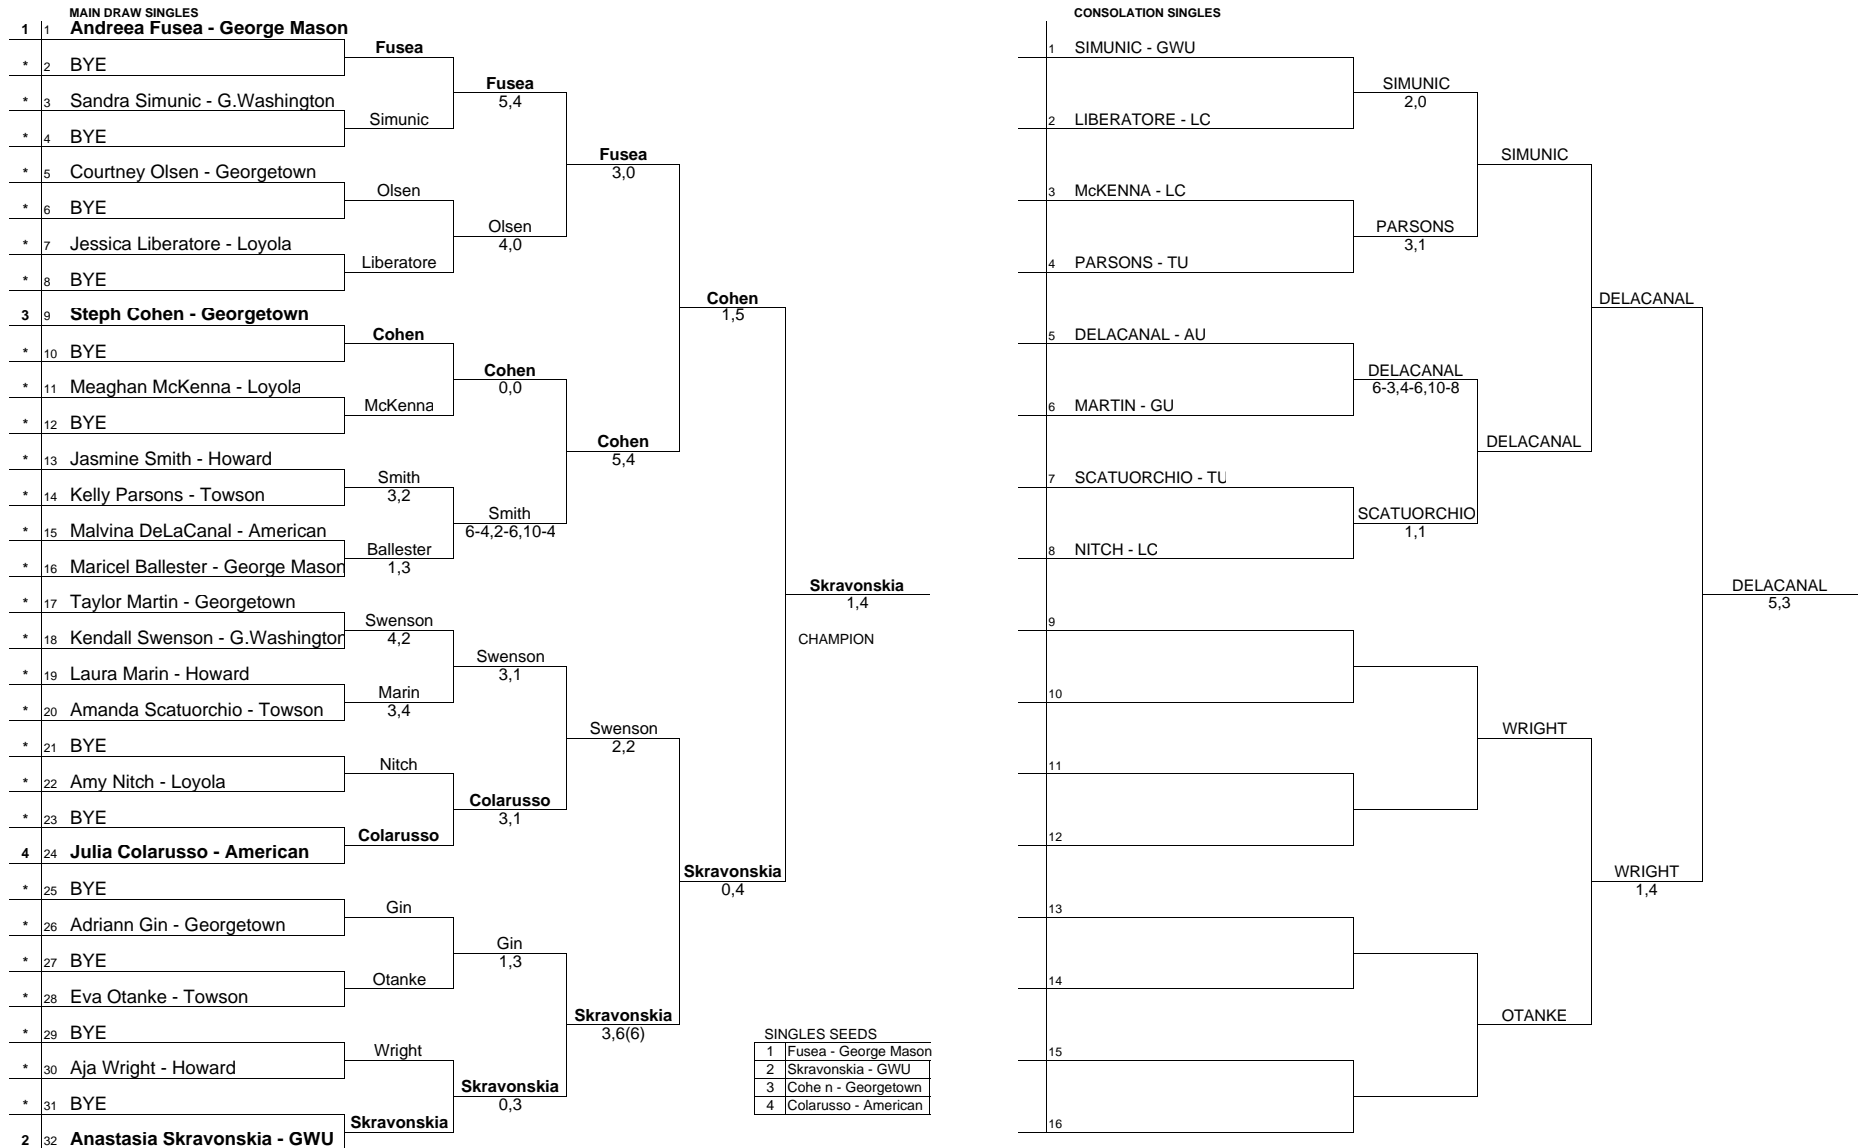 MAIN DRAW SINGLES
1 1 Andreea Fusea - George Mason
* 2 BYE
* 3 Sandra Simunic - G.Washington
* 4 BYE
* 5 Courtney Olsen - Georgetown
* 6 BYE
* 7 Jessica Liberatore - Loyola
* 8 BYE
3 9 Steph Cohen - Georgetown
* 10 BYE
* 11 Meaghan McKenna - Loyola
* 12 BYE
* 13 Jasmine Smith - Howard
* 14 Kelly Parsons - Towson
* 15 Malvina DeLaCanal - American
* 16 Maricel Ballester - George Mason
* 17 Taylor Martin - Georgetown
* 18 Kendall Swenson - G.Washington
* 19 Laura Marin - Howard
* 20 Amanda Scatuorchio - Towson
* 21 BYE
* 22 Amy Nitch - Loyola
* 23 BYE
4 24 Julia Colarusso - American
* 25 BYE
* 26 Adriann Gin - Georgetown
* 27 BYE
* 28 Eva Otanke - Towson
* 29 BYE
* 30 Aja Wright - Howard
* 31 BYE
2 32 Anastasia Skravonskia - GWU
Fusea
Simunic
Olsen
Liberatore
Cohen
McKenna
Smith
3,2
Ballester
1,3
Swenson
4,2
Marin
3,4
Nitch
Colarusso
Gin
Otanke
Wright
Skravonskia
Fusea
5,4
Olsen
4,0
Cohen
0,0
Smith
6-4,2-6,10-4
Swenson
3,1
Colarusso
3,1
Gin
1,3
Skravonskia
0,3
Fusea
3,0
Cohen
5,4
Swenson
2,2
Skravonskia
3,6(6)
Cohen
1,5
Skravonskia
0,4
Skravonskia
1,4
CHAMPION
SINGLES SEEDS
1 Fusea - George Mason
2 Skravonskia - GWU
3 Cohe n - Georgetown
4 Colarusso - American
CONSOLATION SINGLES
1 SIMUNIC - GWU
2 LIBERATORE - LC
3 McKENNA - LC
4 PARSONS - TU
5 DELACANAL - AU
6 MARTIN - GU
7 SCATUORCHIO - TU
8 NITCH - LC
9
10
11
12
13
14
15
16
SIMUNIC
2,0
PARSONS
3,1
DELACANAL
6-3,4-6,10-8
SCATUORCHIO
1,1
SIMUNIC
DELACANAL
WRIGHT
OTANKE
DELACANAL
WRIGHT
1,4
DELACANAL
5,3